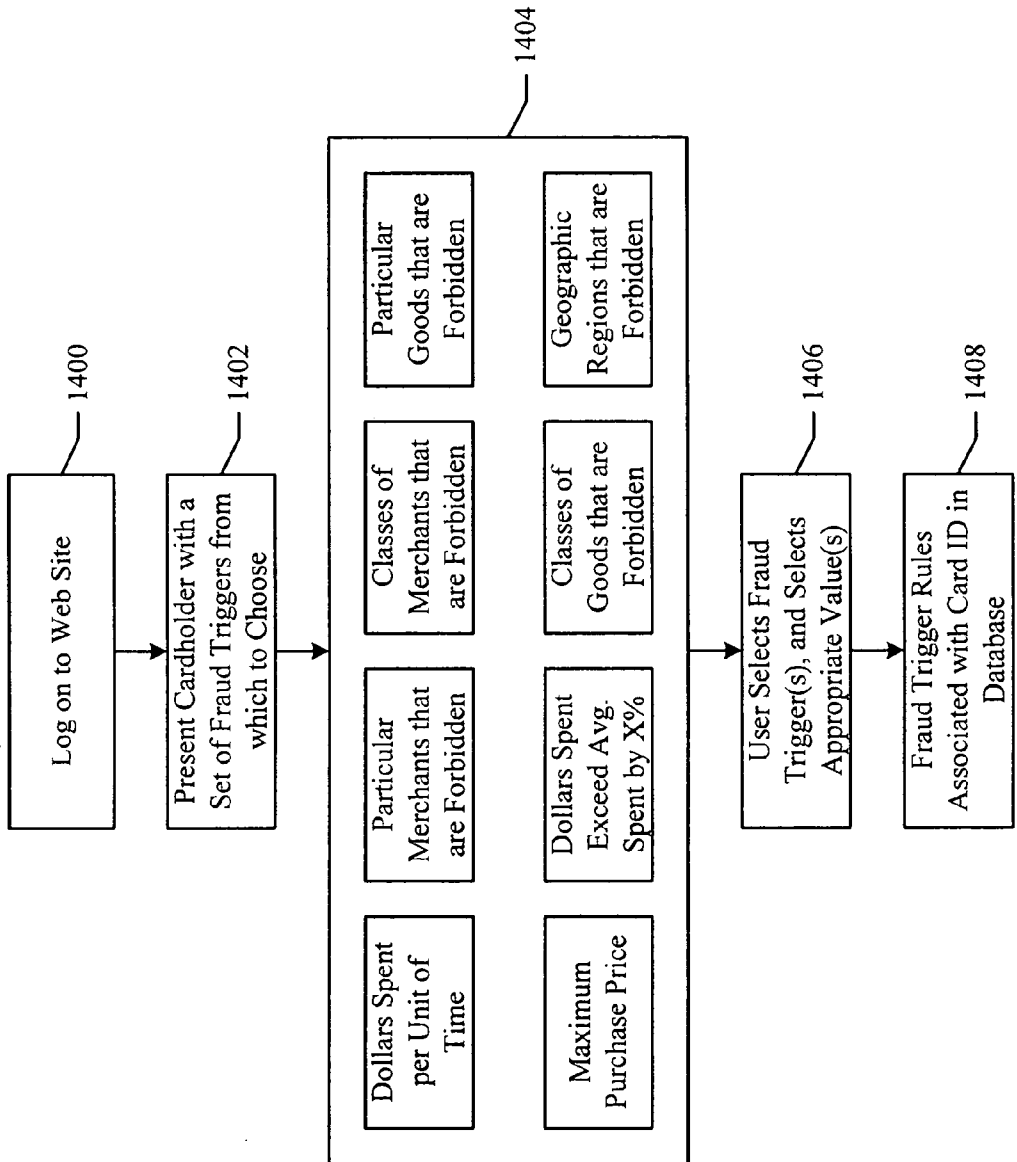 Log on to Web Site
1400
Present Cardholder with a
Set of Fraud Triggers from
which to Choose
1402
1404
Dollars Spent
per Unit of
Time
Particular
Merchants that
are Forbidden
Classes of
Merchants that
are Forbidden
Particular
Goods that are
Forbidden
Maximum
Purchase Price
Dollars Spent
Exceed Avg.
Spent by X%
Classes of
Goods that are
Forbidden
Geographic
Regions that are
Forbidden
User Selects Fraud
Trigger(s), and Selects
Appropriate Value(s)
1406
Fraud Trigger Rules
Associated with Card ID in
Database
1408